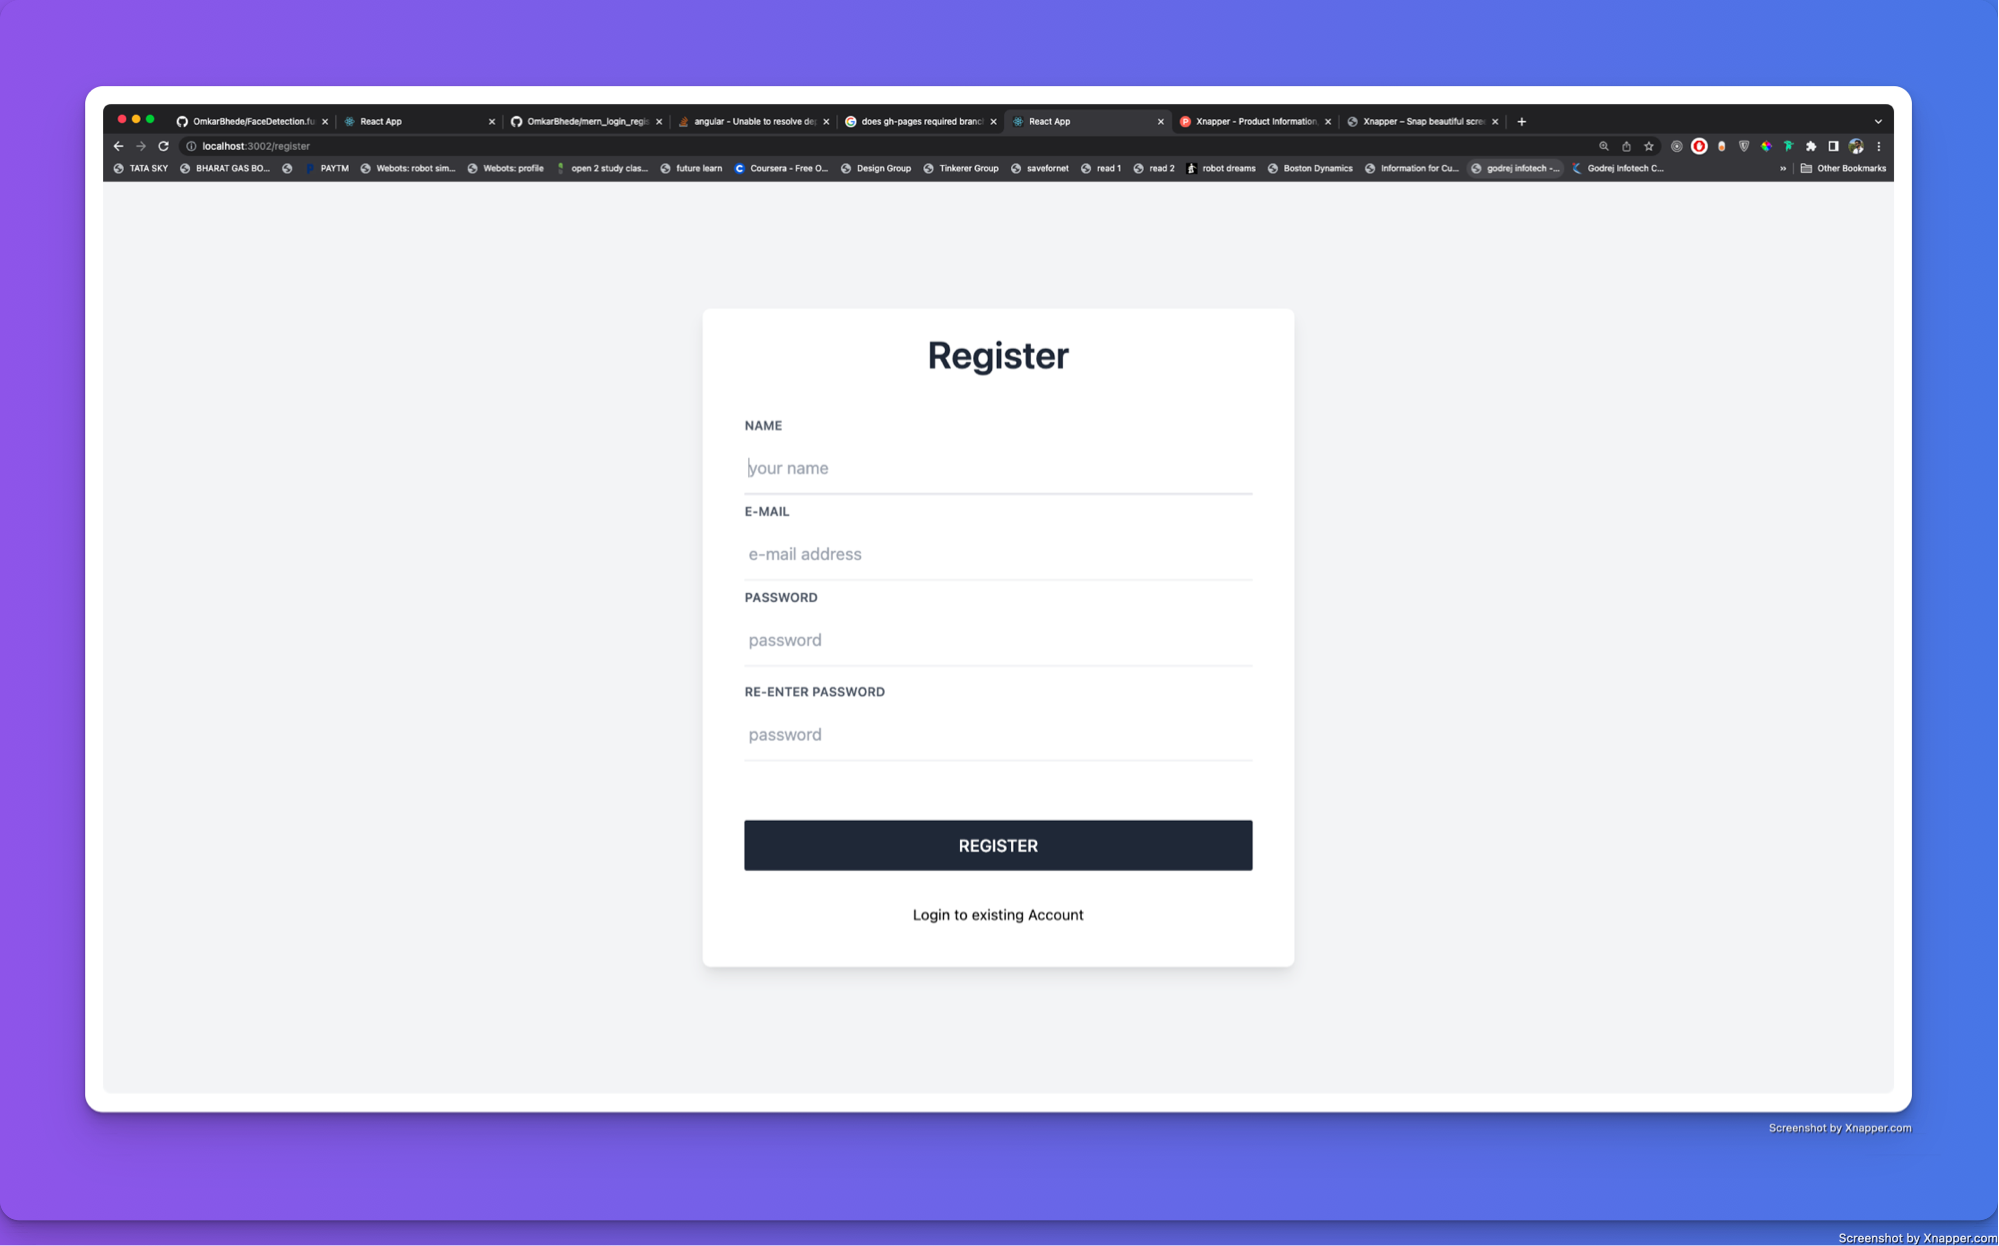 OmkarBhede/FaceDetection.fu React App OmkarBhede/mern_login_regis angular - Unable to resolve dep does gh-pages required branch React App Xnapper - Product Information, Xnapper – Snap beautiful scree
localhost:3002/register
TATA SKY BHARAT GAS BO... PAYTM Webots: robot sim... Webots: profile open 2 study clas... future learn Coursera - Free O... Design Group Tinkerer Group savefornet read 1 read 2 robot dreams Boston Dynamics Information for Cu... godrej infotech -... Godrej Infotech C... » Other Bookmarks
Register
NAME
your name
E-MAIL
e-mail address
PASSWORD
password
RE-ENTER PASSWORD
password
REGISTER
Login to existing Account
Screenshot by Xnapper.com
Screenshot by Xnapper.com